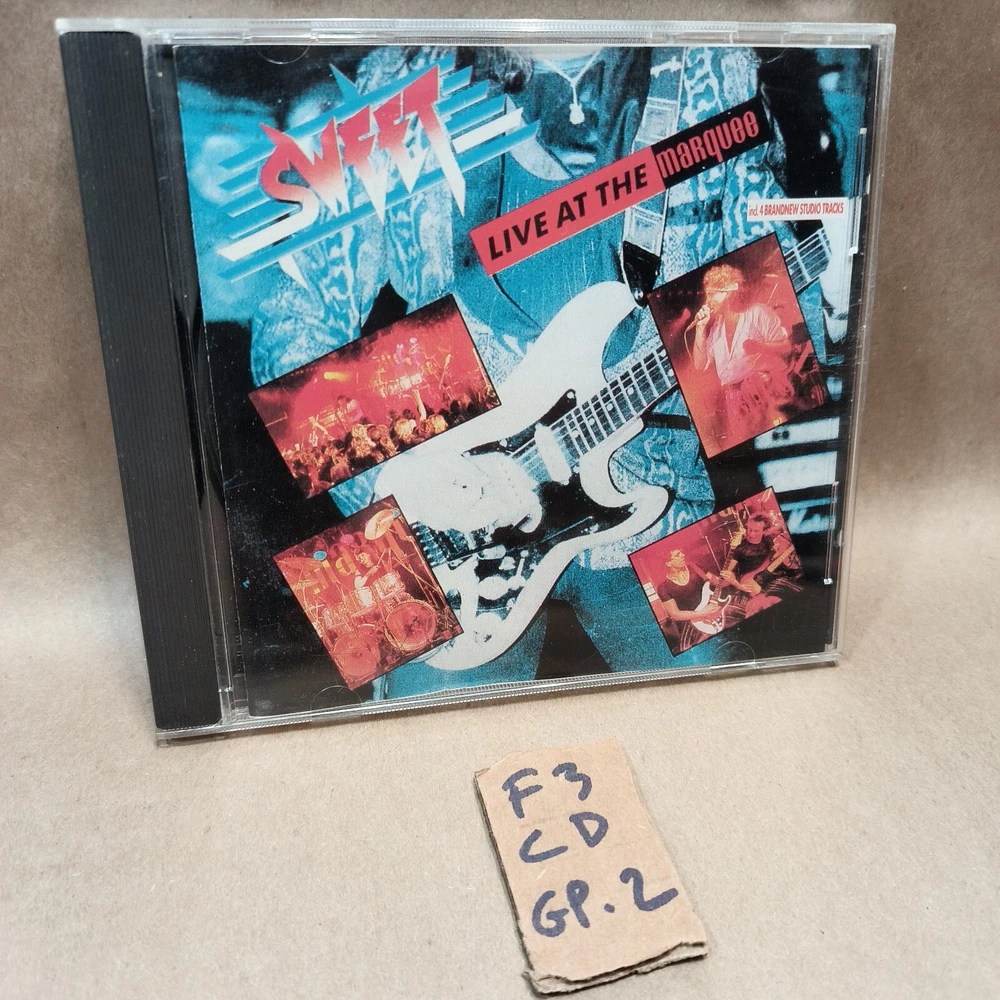 SWEET
LIVE AT THE marquee
incl. 4 BRANDNEW STUDIO TRACKS
F3
CD
GP.2